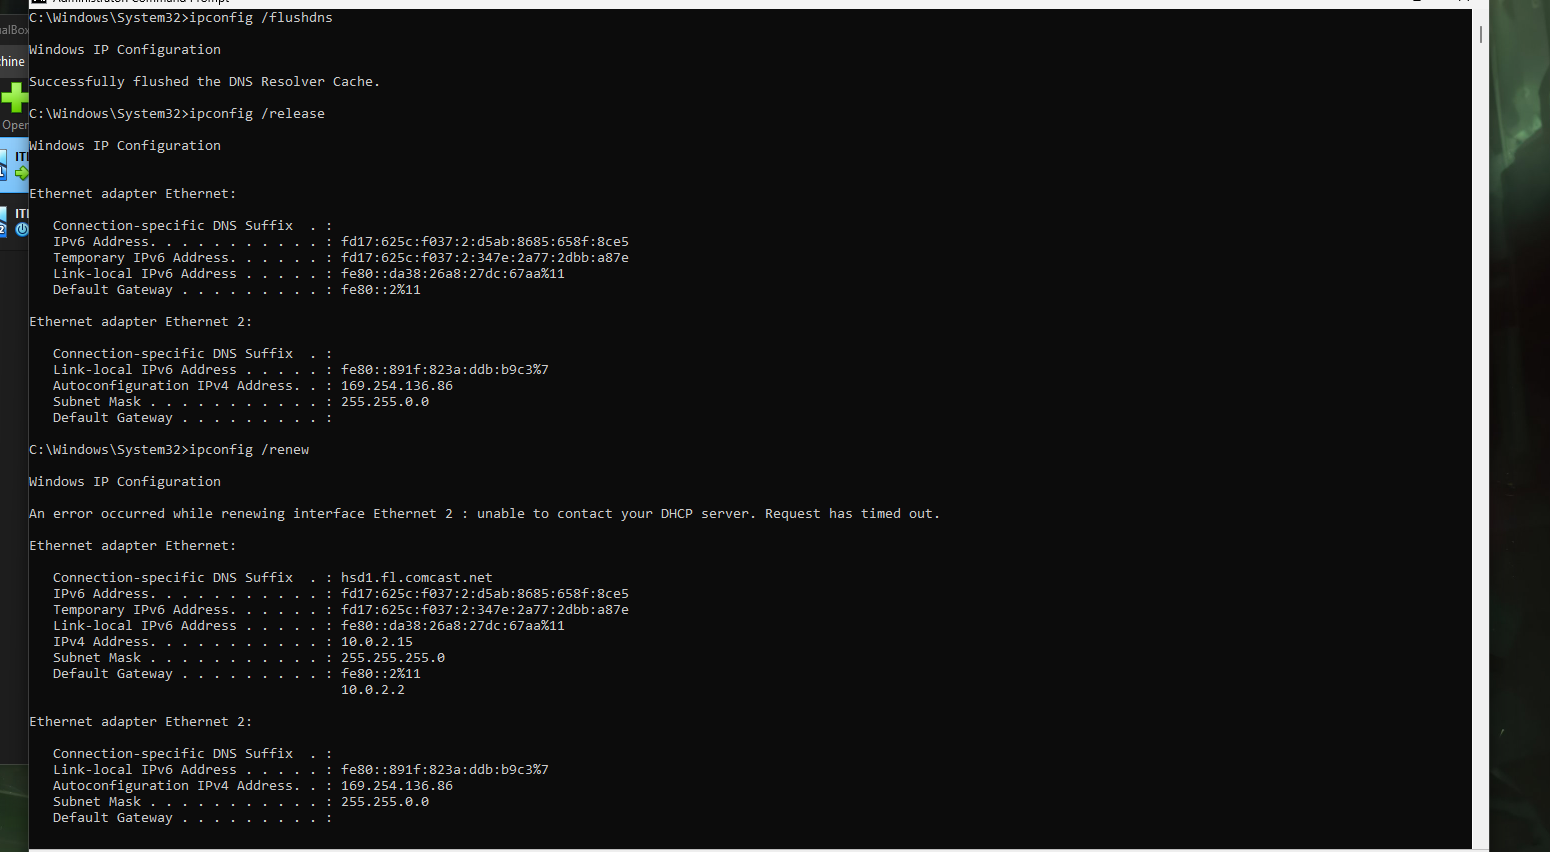 Administrator: Command Prompt
C:\Windows\System32>ipconfig /flushdns
Windows IP Configuration
Successfully flushed the DNS Resolver Cache.
C:\Windows\System32>ipconfig /release
Windows IP Configuration
Ethernet adapter Ethernet:
Connection-specific DNS Suffix  . :
IPv6 Address. . . . . . . . . . . : fd17:625c:f037:2:d5ab:8685:658f:8ce5
Temporary IPv6 Address. . . . . . : fd17:625c:f037:2:347e:2a77:2dbb:a87e
Link-local IPv6 Address . . . . . : fe80::da38:26a8:27dc:67aa%11
Default Gateway . . . . . . . . . : fe80::2%11
Ethernet adapter Ethernet 2:
Connection-specific DNS Suffix  . :
Link-local IPv6 Address . . . . . : fe80::891f:823a:ddb:b9c3%7
Autoconfiguration IPv4 Address. . : 169.254.136.86
Subnet Mask . . . . . . . . . . . : 255.255.0.0
Default Gateway . . . . . . . . . :
C:\Windows\System32>ipconfig /renew
Windows IP Configuration
An error occurred while renewing interface Ethernet 2 : unable to contact your DHCP server. Request has timed out.
Ethernet adapter Ethernet:
Connection-specific DNS Suffix  . : hsd1.fl.comcast.net
IPv6 Address. . . . . . . . . . . : fd17:625c:f037:2:d5ab:8685:658f:8ce5
Temporary IPv6 Address. . . . . . : fd17:625c:f037:2:347e:2a77:2dbb:a87e
Link-local IPv6 Address . . . . . : fe80::da38:26a8:27dc:67aa%11
IPv4 Address. . . . . . . . . . . : 10.0.2.15
Subnet Mask . . . . . . . . . . . : 255.255.255.0
Default Gateway . . . . . . . . . : fe80::2%11
10.0.2.2
Ethernet adapter Ethernet 2:
Connection-specific DNS Suffix  . :
Link-local IPv6 Address . . . . . : fe80::891f:823a:ddb:b9c3%7
Autoconfiguration IPv4 Address. . : 169.254.136.86
Subnet Mask . . . . . . . . . . . : 255.255.0.0
Default Gateway . . . . . . . . . :
alBox
chine
Oper
ITI
ITI